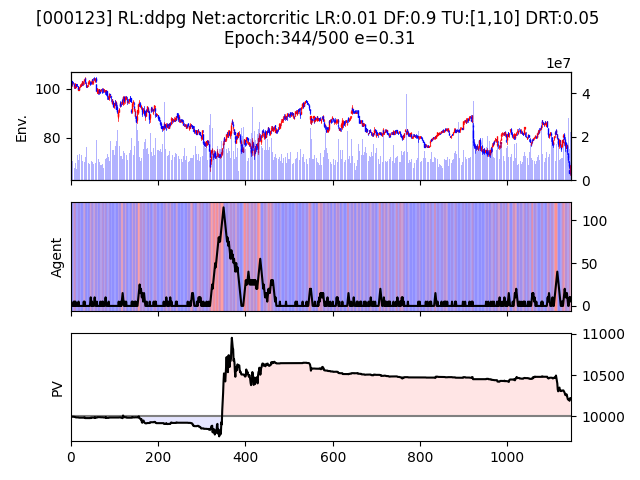 [000123] RL:ddpg Net:actorcritic LR:0.01 DF:0.9 TU:[1,10] DRT:0.05
Epoch:344/500 e=0.31
1e7
100
80
Env.
4
2
0
Agent
100
50
0
PV
11000
10500
10000
0 200 400 600 800 1000